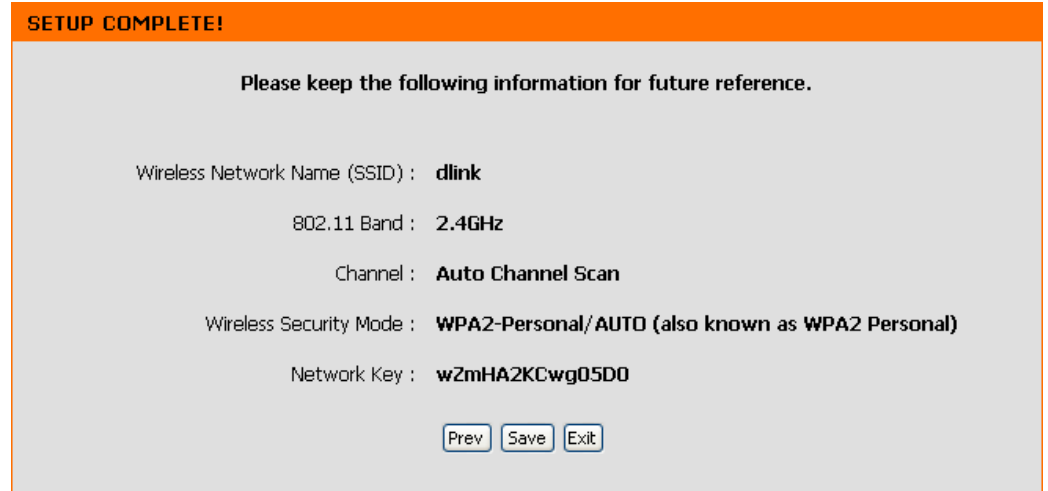 SETUP COMPLETE!
Please keep the following information for future reference.
Wireless Network Name (SSID) : dlink
802.11 Band : 2.4GHz
Channel : Auto Channel Scan
Wireless Security Mode : WPA2-Personal/AUTO (also known as WPA2 Personal)
Network Key : wZmHA2KCwg05D0
Prev Save Exit